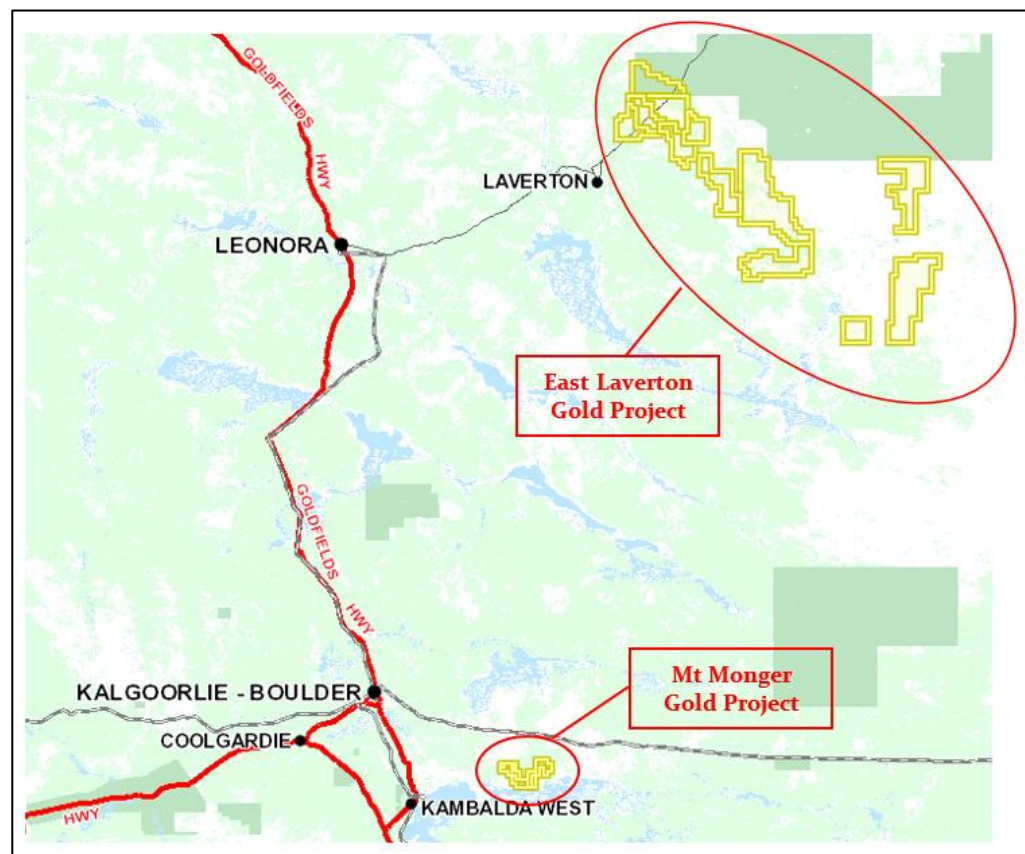 GOLDFIELDS
HWY
LAVERTON
LEONORA
East Laverton
Gold Project
GOLDFIELDS
HWY
Mt Monger
Gold Project
KALGOORLIE - BOULDER
COOLGARDIE
KAMBALDA WEST
HWY